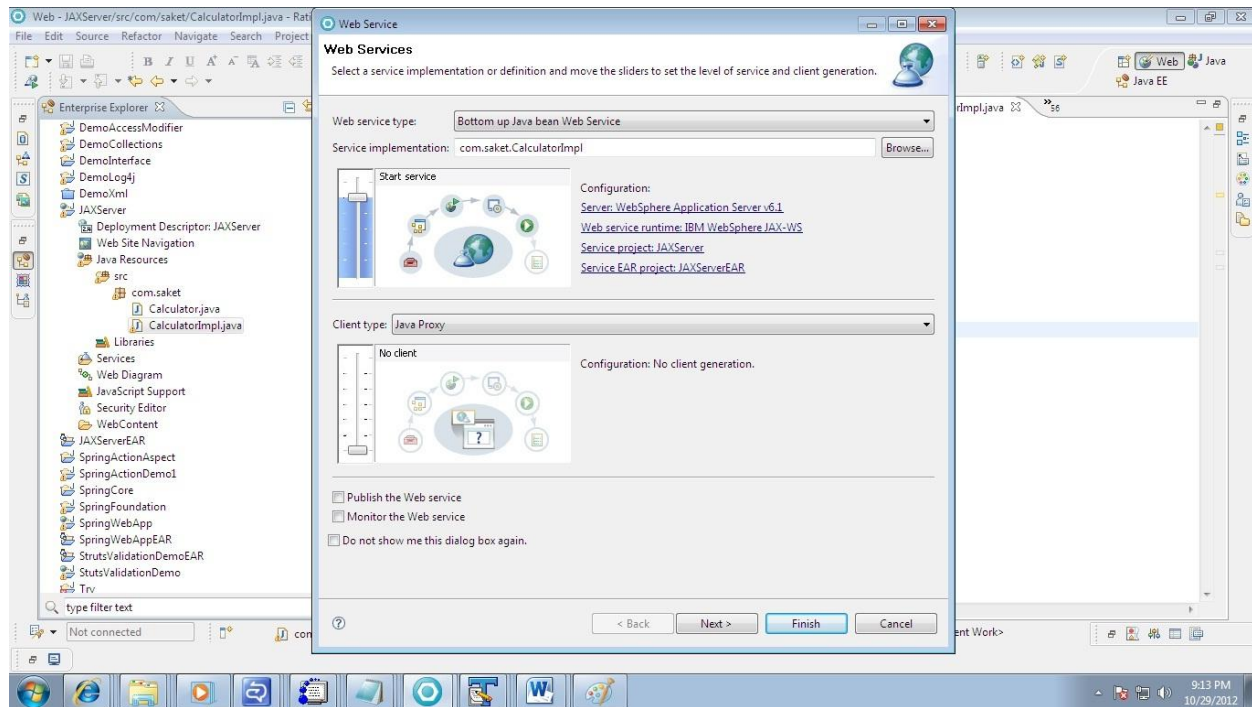 Web - JAXServer/src/com/saket/CalculatorImpl.java - Rati
File Edit Source Refactor Navigate Search Project
B I U A A
Web Java
Java EE
Enterprise Explorer
DemoAccessModifier
DemoCollections
DemoInterface
DemoLog4j
DemoXml
JAXServer
Deployment Descriptor: JAXServer
Web Site Navigation
Java Resources
src
com.saket
Calculator.java
CalculatorImpl.java
Libraries
Services
Web Diagram
JavaScript Support
Security Editor
WebContent
JAXServerEAR
SpringActionAspect
SpringActionDemo1
SpringCore
SpringFoundation
SpringWebApp
SpringWebAppEAR
StrutsValidationDemoEAR
StutsValidationDemo
Try
type filter text
Not connected
con
Web Service
Web Services
Select a service implementation or definition and move the sliders to set the level of service and client generation.
Web service type: Bottom up Java bean Web Service
Service implementation: com.saket.CalculatorImpl Browse...
Start service
Configuration:
Server: WebSphere Application Server v6.1
Web service runtime: IBM WebSphere JAX-WS
Service project: JAXServer
Service EAR project: JAXServerEAR
Client type: Java Proxy
No client
Configuration: No client generation.
Publish the Web service
Monitor the Web service
Do not show me this dialog box again.
< Back Next > Finish Cancel
orImpl.java »56
ent Work>
9:13 PM
10/29/2012